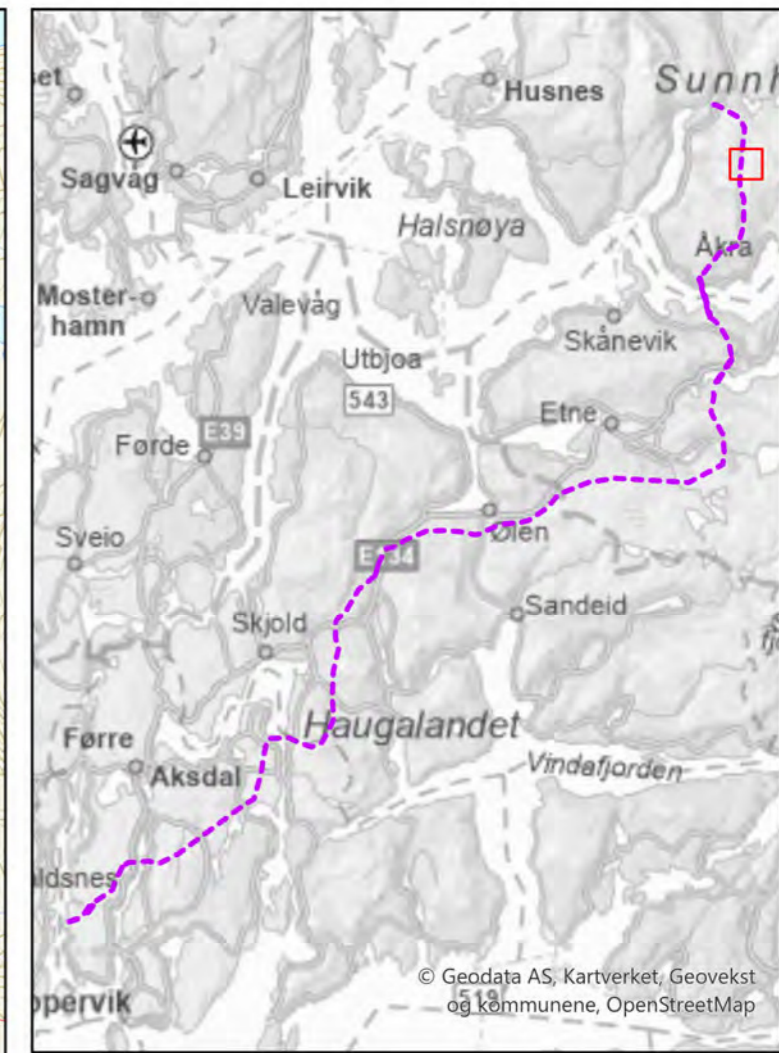 Sunnh
Husnes
Sagvåg
Leirvik
Halsnøya
Åkra
Moster-
hamn
Valevåg
Skånevik
Utbjoa
543
Etne
E39
Førde
Ølen
Sveio
Sandeid
Skjold
Haugalandet
Førre
Aksdal
Vindafjorden
ldsnes
© Geodata AS, Kartverket, Geovekst
og kommunene, OpenStreetMap
519
pervik